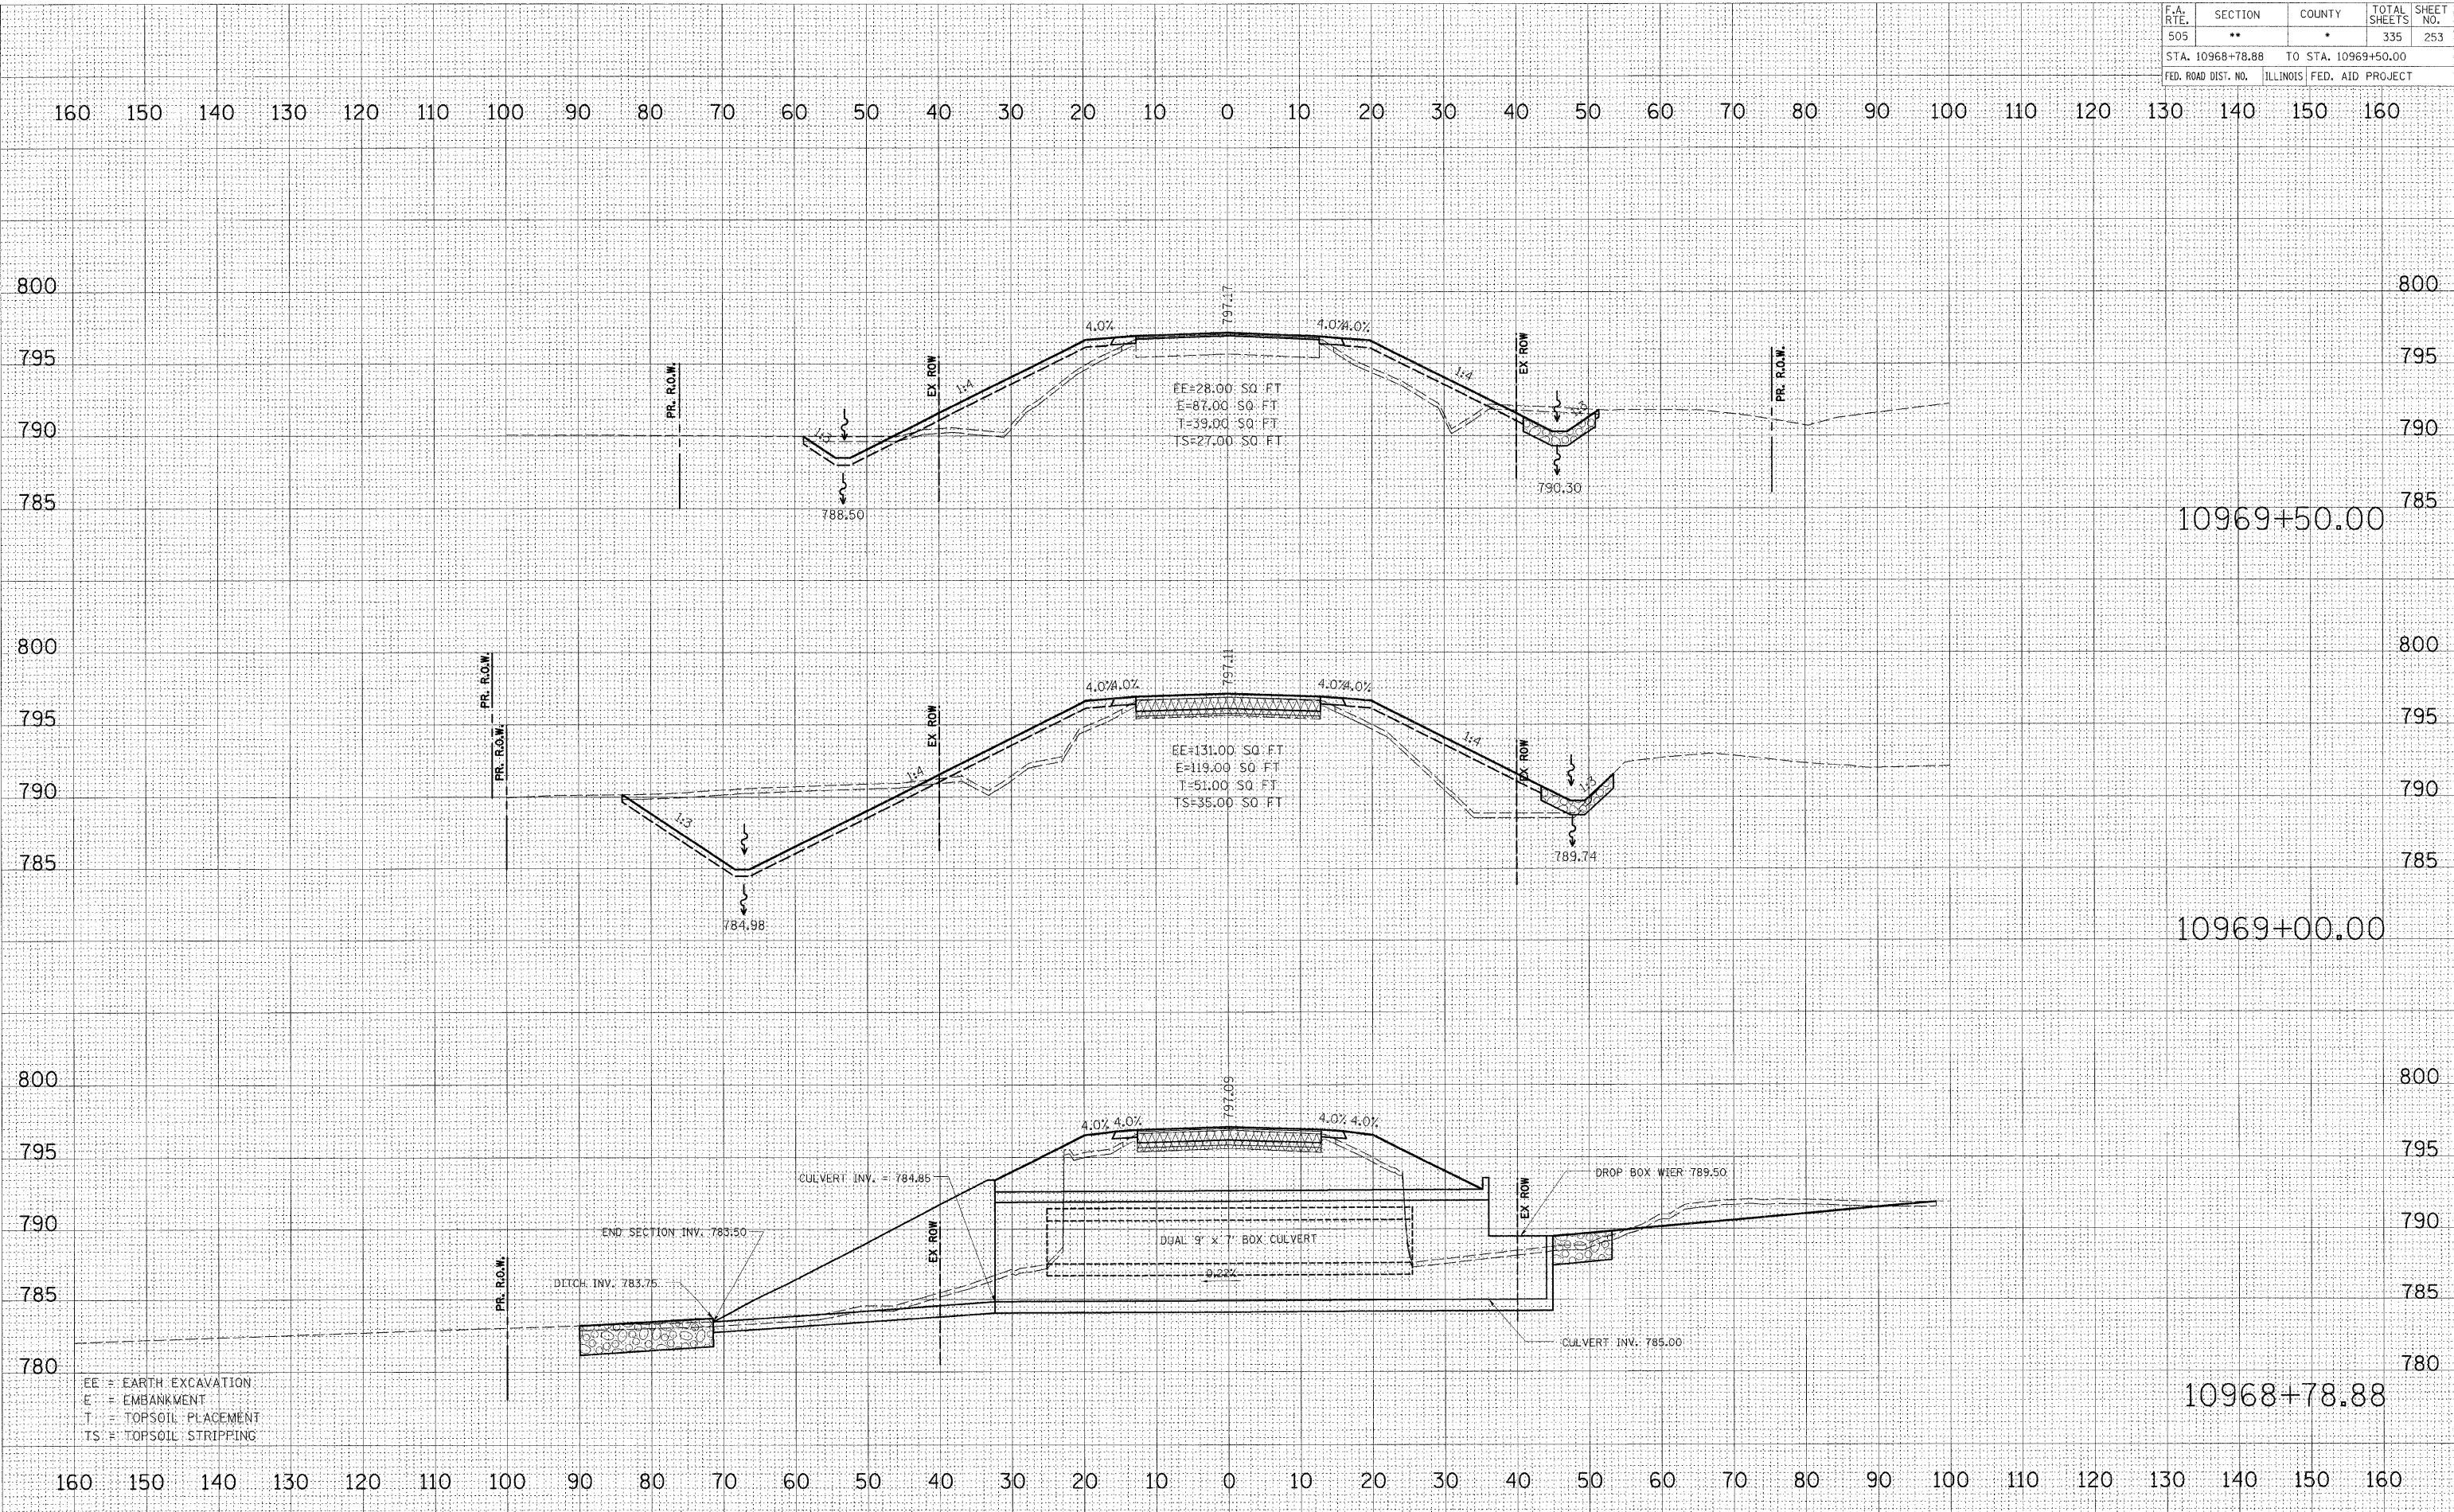 F.A. RTE. SECTION COUNTY TOTAL SHEETS SHEET NO.
505 ** * 335 253
STA. 10968+78.88 TO STA. 10969+50.00
FED. ROAD DIST. NO. ILLINOIS FED. AID PROJECT
160 150 140 130 120 110 100 90 80 70 60 50 40 30 20 10 0 10 20 30 40 50 60 70 80 90 100 110 120 130 140 150 160
800 800
797.17
4.0% 4.0% 4.0%
795 795
PR. R.O.W. EX ROW EX ROW PR. R.O.W.
1:4 1:4
EE=28.00 SQ FT
E=87.00 SQ FT
T=39.00 SQ FT
TS=27.00 SQ FT
1:3 1:3
790 790
790.30
785 785
788.50
10969+50.00
800 800
PR. R.O.W.
797.11
4.0% 4.0% 4.0% 4.0%
795 795
PR. R.O.W. EX ROW EX ROW
1:4 1:4
EE=131.00 SQ FT
E=119.00 SQ FT
T=51.00 SQ FT
TS=35.00 SQ FT
1:3 1:3
790 790
785 785
789.74
784.98
10969+00.00
800 800
797.09
4.0% 4.0% 4.0% 4.0%
795 795
CULVERT INV. = 784.85
DROP BOX WIER 789.50
EX ROW
790 790
END SECTION INV. 783.50
EX ROW
DUAL 9' x 7' BOX CULVERT
0.22%
DITCH INV. 783.75
PR. R.O.W.
785 785
CULVERT INV. 785.00
780 780
10968+78.88
EE = EARTH EXCAVATION
E = EMBANKMENT
T = TOPSOIL PLACEMENT
TS = TOPSOIL STRIPPING
160 150 140 130 120 110 100 90 80 70 60 50 40 30 20 10 0 10 20 30 40 50 60 70 80 90 100 110 120 130 140 150 160